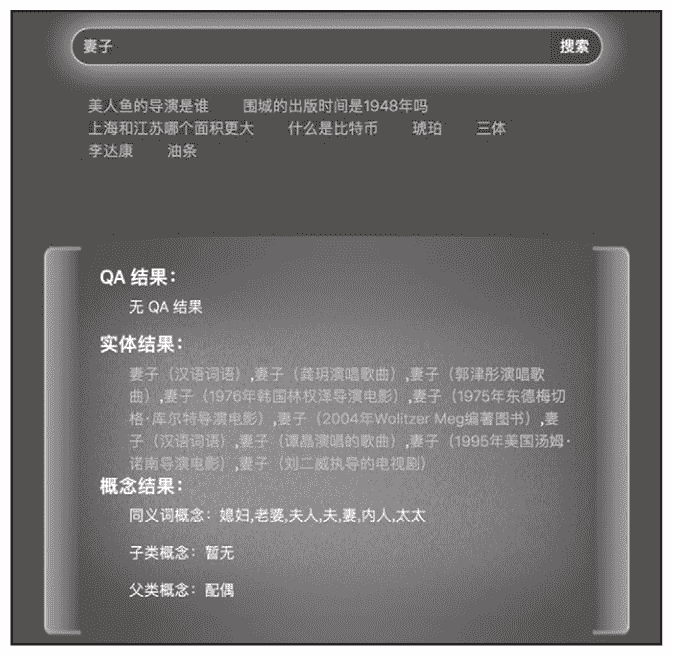 妻子 搜索
美人鱼的导演是谁 围城的出版时间是1948年吗
上海和江苏哪个面积更大 什么是比特币 琥珀 三体
李达康 油条
QA 结果：
无 QA 结果
实体结果：
妻子（汉语词语）,妻子（龚玥演唱歌曲）,妻子（郭津彤演唱歌
曲）,妻子（1976年韩国林权泽导演电影）,妻子（1975年东德梅切
格·库尔特导演电影）,妻子（2004年Wolitzer Meg编著图书）,妻
子（汉语词语）,妻子（谭晶演唱的歌曲）,妻子（1995年美国汤姆·
诺南导演电影）,妻子（刘二威执导的电视剧）
概念结果：
同义词概念：媳妇,老婆,夫人,夫,妻,内人,太太
子类概念：暂无
父类概念：配偶